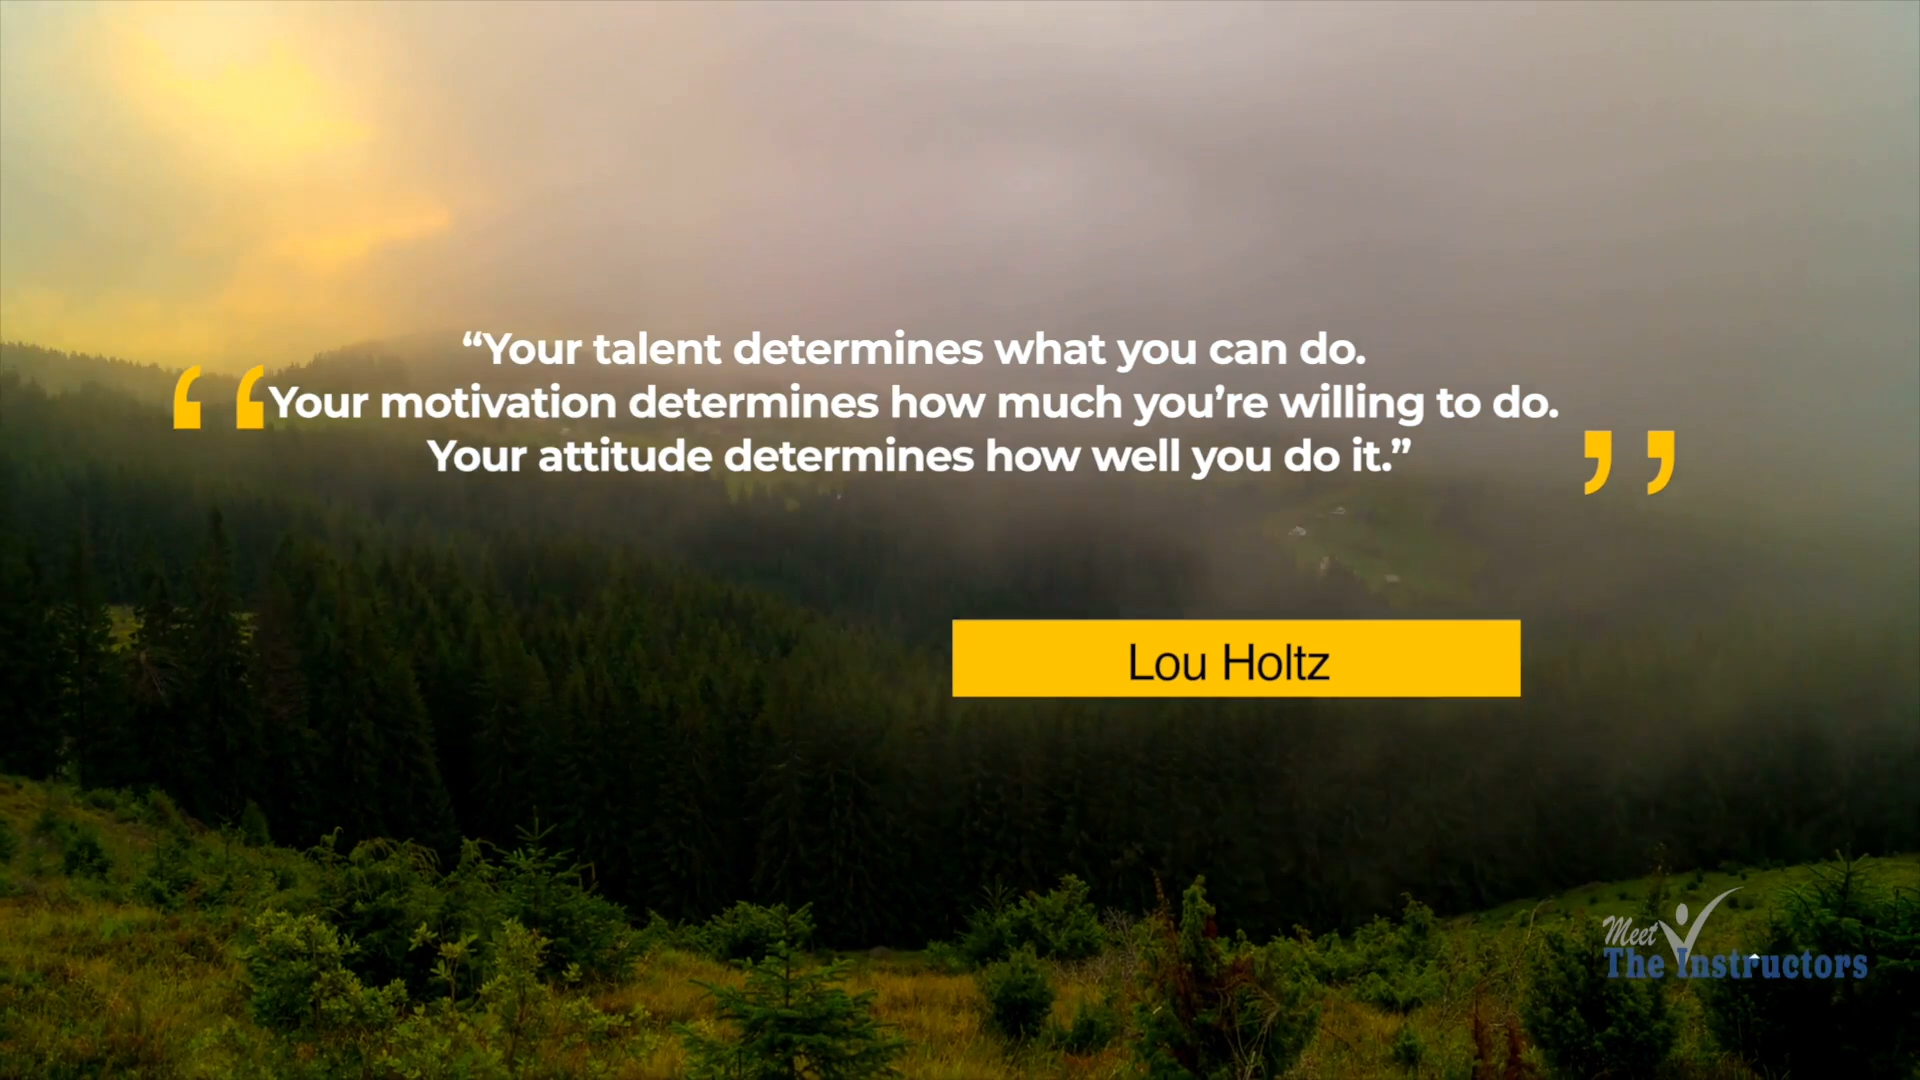 “Your talent determines what you can do.
Your motivation determines how much you’re willing to do.
Your attitude determines how well you do it.”
Lou Holtz
Meet
The Instructors